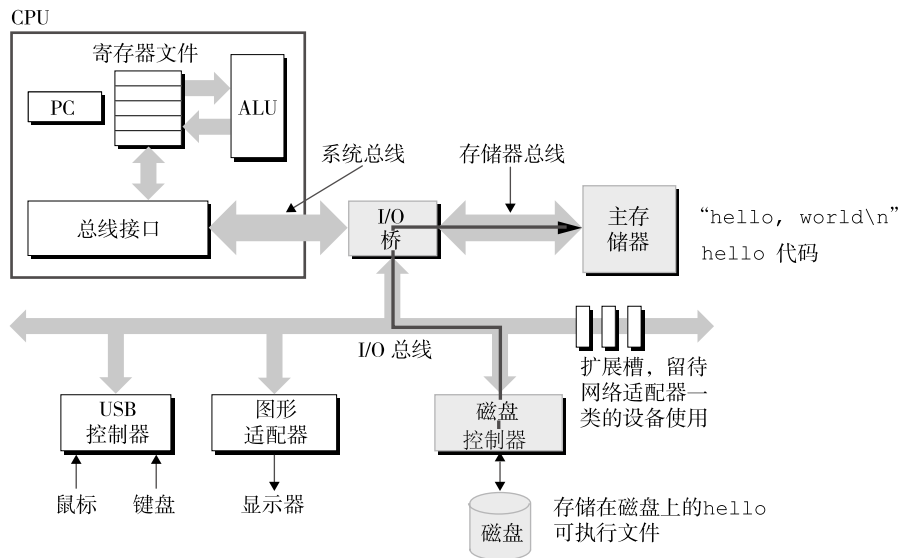 CPU
寄存器文件
PC
ALU
系统总线
存储器总线
总线接口
I/O
桥
主存
储器
“hello, world\n”
hello 代码
I/O 总线
扩展槽，留待
网络适配器一
类的设备使用
USB
控制器
图形
适配器
磁盘
控制器
鼠标
键盘
显示器
磁盘
存储在磁盘上的hello
可执行文件